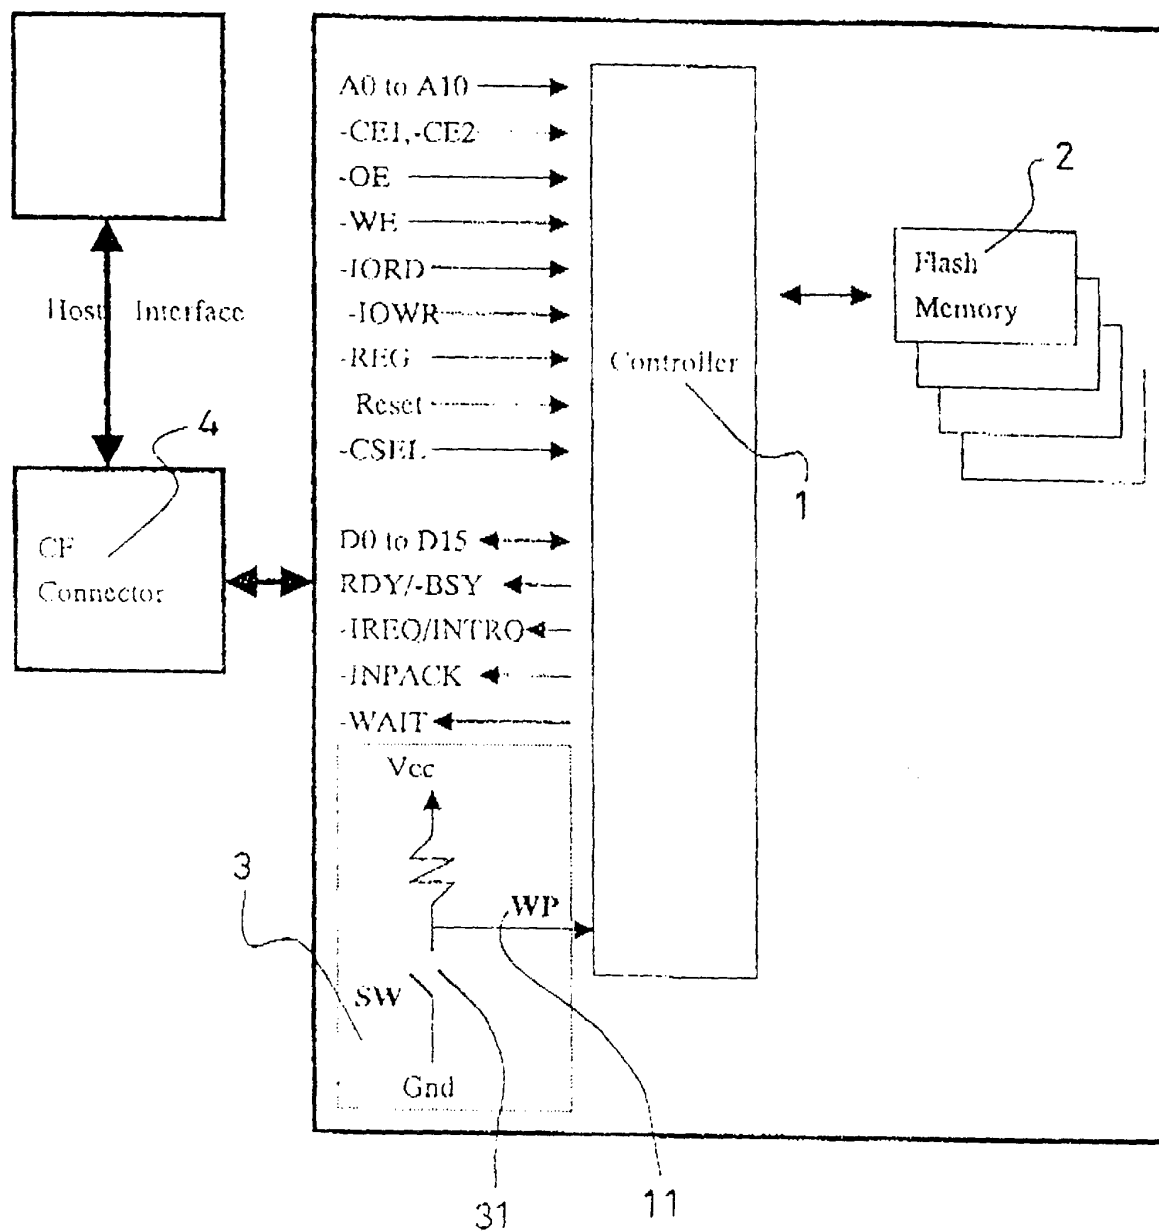 A0 to A10
-CE1,-CE2
-OE
-WE
-IORD
-IOWR
-REG
Reset
-CSEL
D0 to D15
RDY/-BSY
-IREQ/INTRQ
-INPACK
-WAIT
Vcc
WP
SW
Gnd
Host Interface
CF
Connector
Controller
Flash
Memory
1
2
3
4
11
31